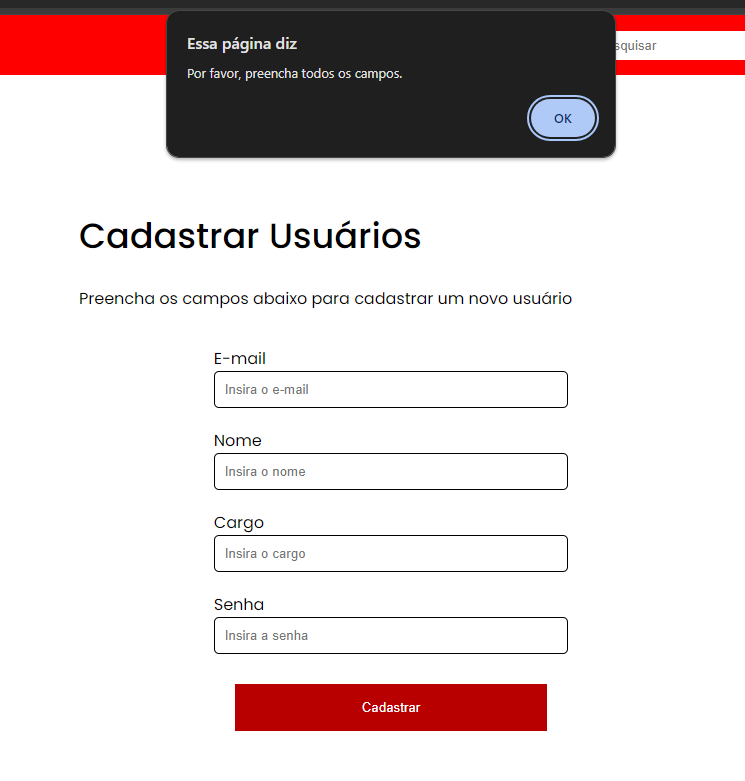 Essa página diz
Por favor, preencha todos os campos.
OK
Cadastrar Usuários
Preencha os campos abaixo para cadastrar um novo usuário
E-mail
Insira o e-mail
Nome
Insira o nome
Cargo
Insira o cargo
Senha
Insira a senha
Cadastrar